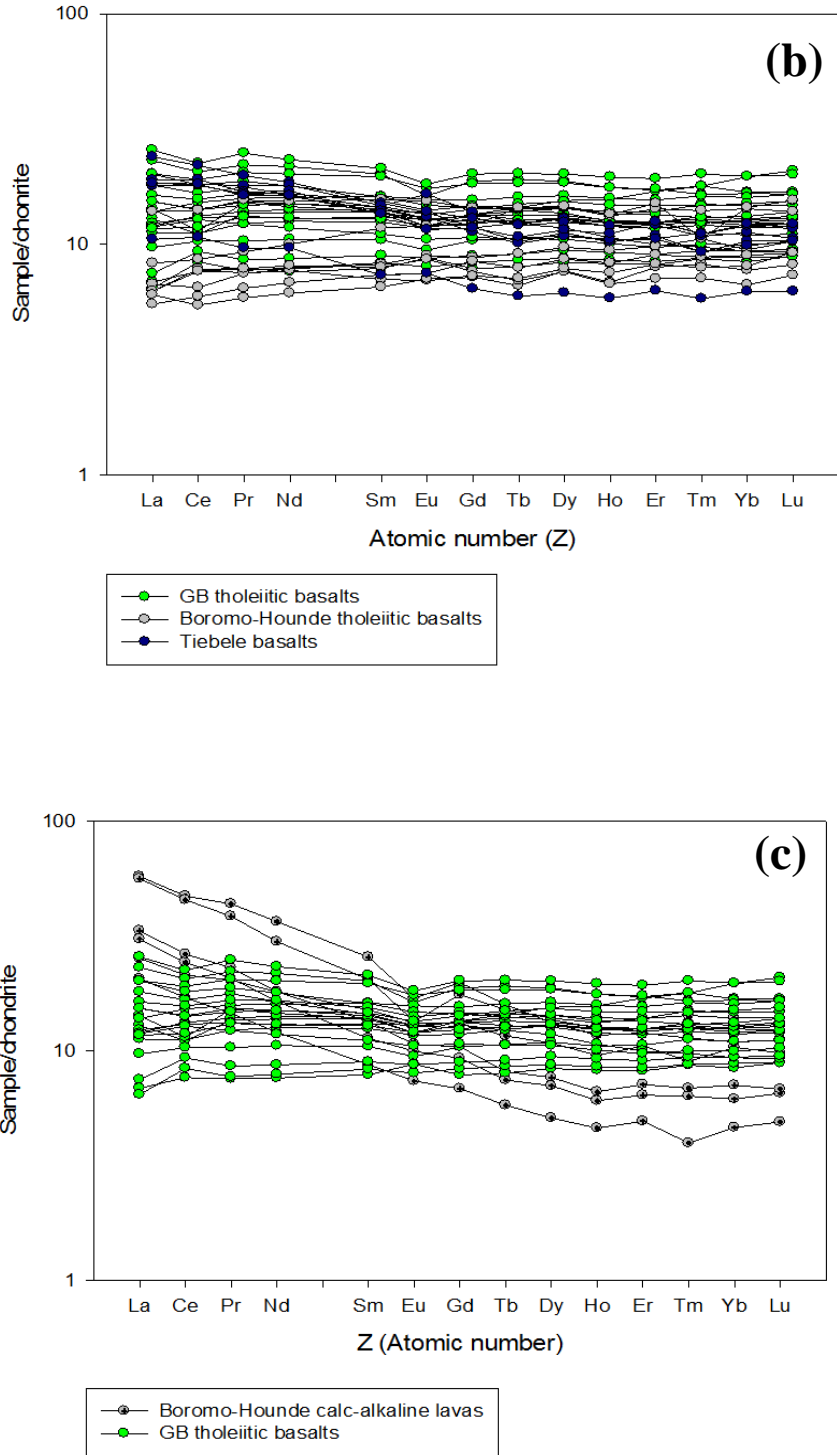 100
(b)
Sample/chonrite
10
1
La Ce Pr Nd Sm Eu Gd Tb Dy Ho Er Tm Yb Lu
Atomic number (Z)
GB tholeiitic basalts
Boromo-Hounde tholeiitic basalts
Tiebele basalts
100
(c)
Sample/chondrite
10
1
La Ce Pr Nd Sm Eu Gd Tb Dy Ho Er Tm Yb Lu
Z (Atomic number)
Boromo-Hounde calc-alkaline lavas
GB tholeiitic basalts